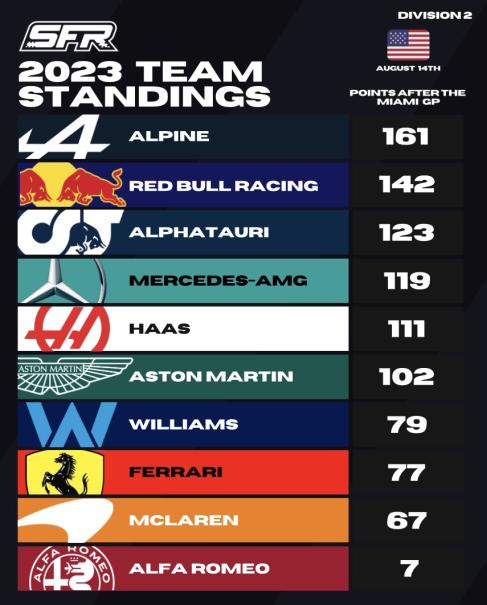 DIVISION 2
SFR
AUGUST 14TH
2023 TEAM
STANDINGS
POINTS AFTER THE
MIAMI GP
ALPINE 161
RED BULL RACING 142
ALPHATAURI 123
MERCEDES-AMG 119
HAAS 111
ASTON MARTIN ASTON MARTIN 102
WILLIAMS 79
FERRARI 77
MCLAREN 67
ALFA ROMEO ALFA ROMEO 7